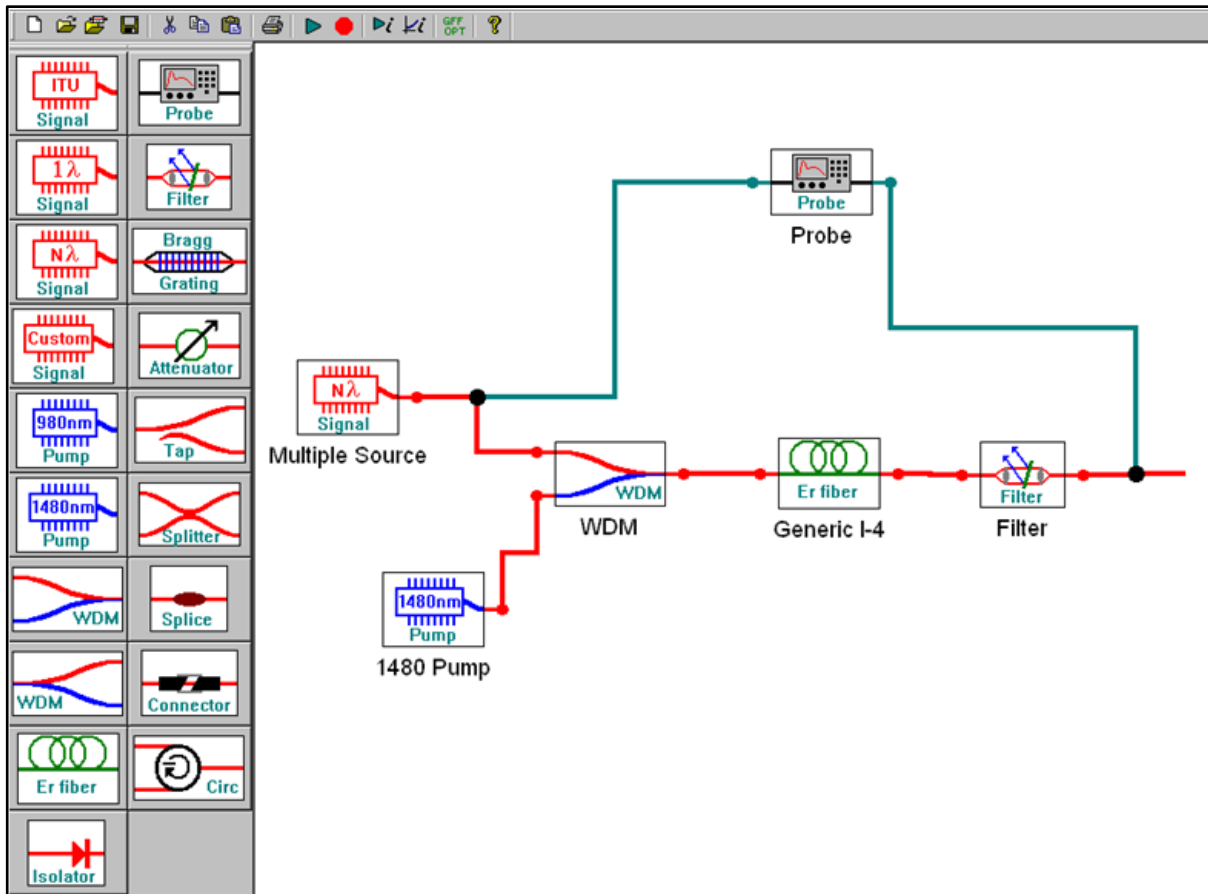 GFF
OPT
?
ITU
Signal
Probe
1λ
Signal
Filter
Nλ
Signal
Bragg
Grating
Custom
Signal
Attenuator
980nm
Pump
Tap
1480nm
Pump
Splitter
WDM
Splice
WDM
Connector
Er fiber
Circ
Isolator
Probe
Probe
Nλ
Signal
Multiple Source
WDM
WDM
Er fiber
Generic I-4
Filter
Filter
1480nm
Pump
1480 Pump